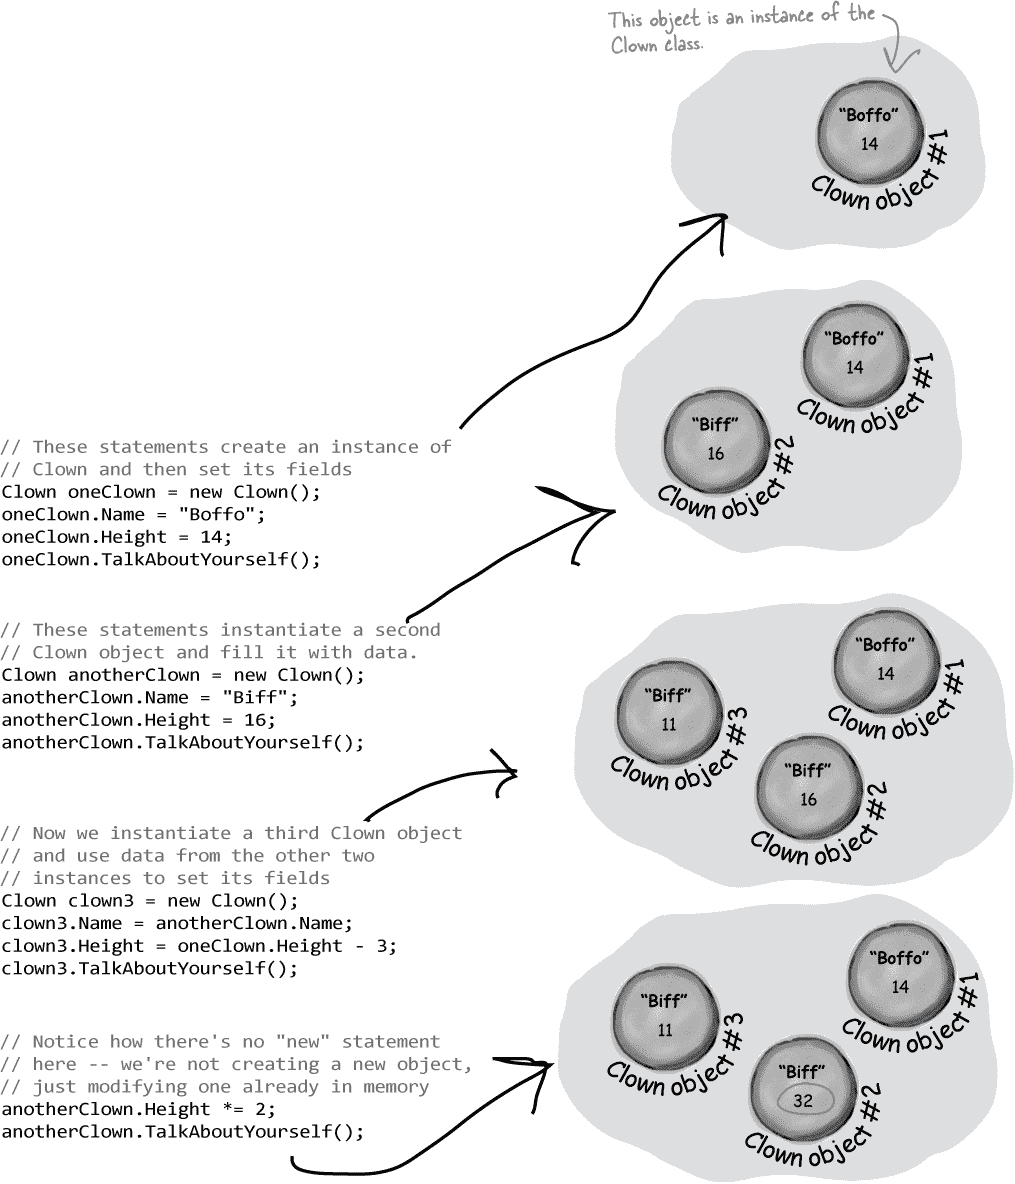 This object is an instance of the
Clown class.
“Boffo”
14
Clown object #1
“Boffo”
14
Clown object #1
“Biff”
16
Clown object #2
// These statements create an instance of
// Clown and then set its fields
Clown oneClown = new Clown();
oneClown.Name = "Boffo";
oneClown.Height = 14;
oneClown.TalkAboutYourself();
// These statements instantiate a second
// Clown object and fill it with data.
Clown anotherClown = new Clown();
anotherClown.Name = "Biff";
anotherClown.Height = 16;
anotherClown.TalkAboutYourself();
“Boffo”
14
Clown object #1
“Biff”
11
Clown object #3
“Biff”
16
Clown object #2
// Now we instantiate a third Clown object
// and use data from the other two
// instances to set its fields
Clown clown3 = new Clown();
clown3.Name = anotherClown.Name;
clown3.Height = oneClown.Height - 3;
clown3.TalkAboutYourself();
“Boffo”
14
Clown object #1
“Biff”
11
Clown object #3
“Biff”
32
Clown object #2
// Notice how there's no "new" statement
// here -- we're not creating a new object,
// just modifying one already in memory
anotherClown.Height *= 2;
anotherClown.TalkAboutYourself();